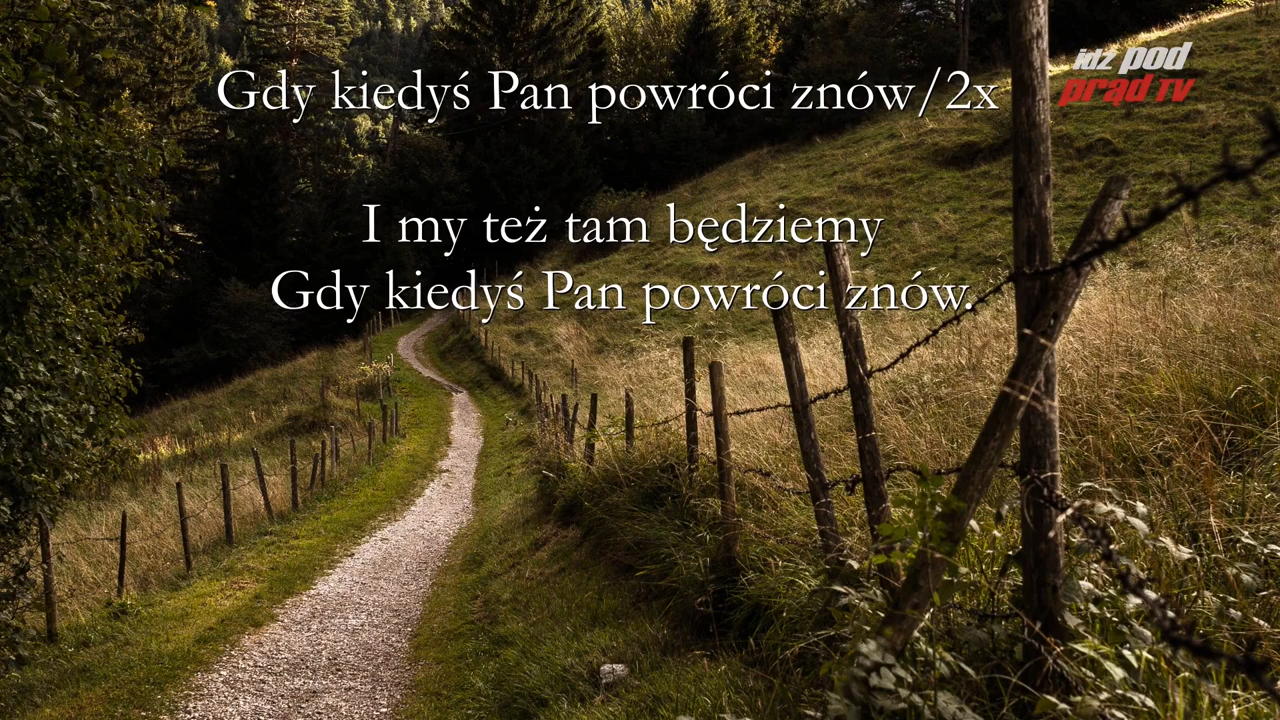 Gdy kiedyś Pan powróci znów/2x
idź pod
prąd TV
I my też tam będziemy
Gdy kiedyś Pan powróci znów.